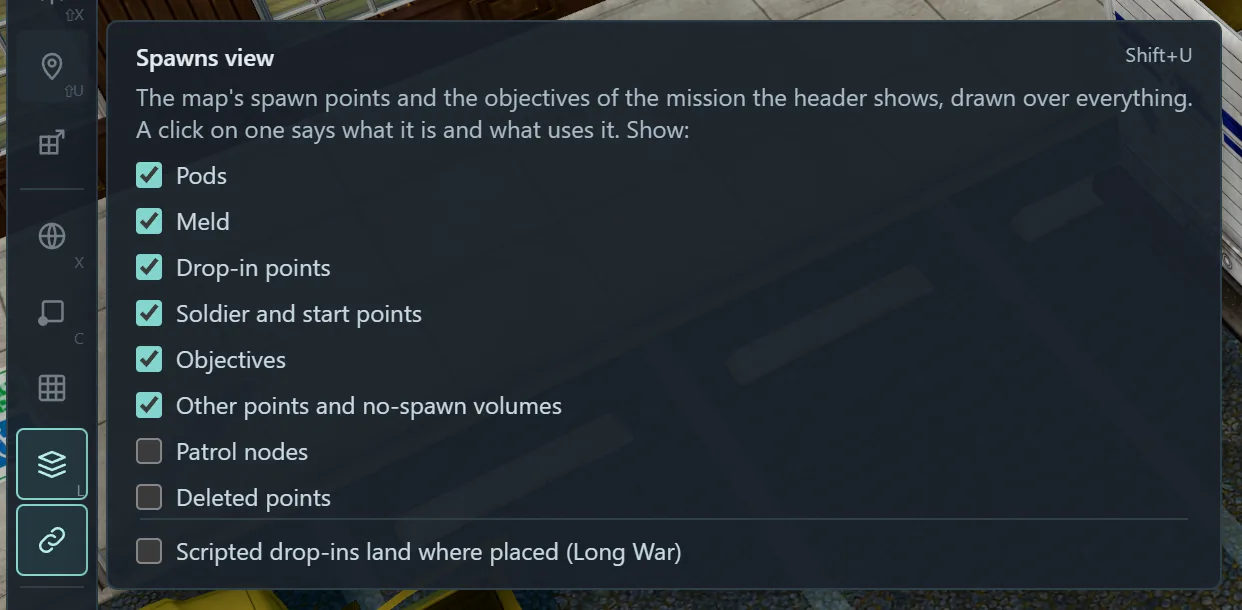 ⇧X
Spawns view
Shift+U
⇧U
The map's spawn points and the objectives of the mission the header shows, drawn over everything.
A click on one says what it is and what uses it. Show:
Pods
Meld
X
Drop-in points
Soldier and start points
C
Objectives
Other points and no-spawn volumes
Patrol nodes
L
Deleted points
Scripted drop-ins land where placed (Long War)